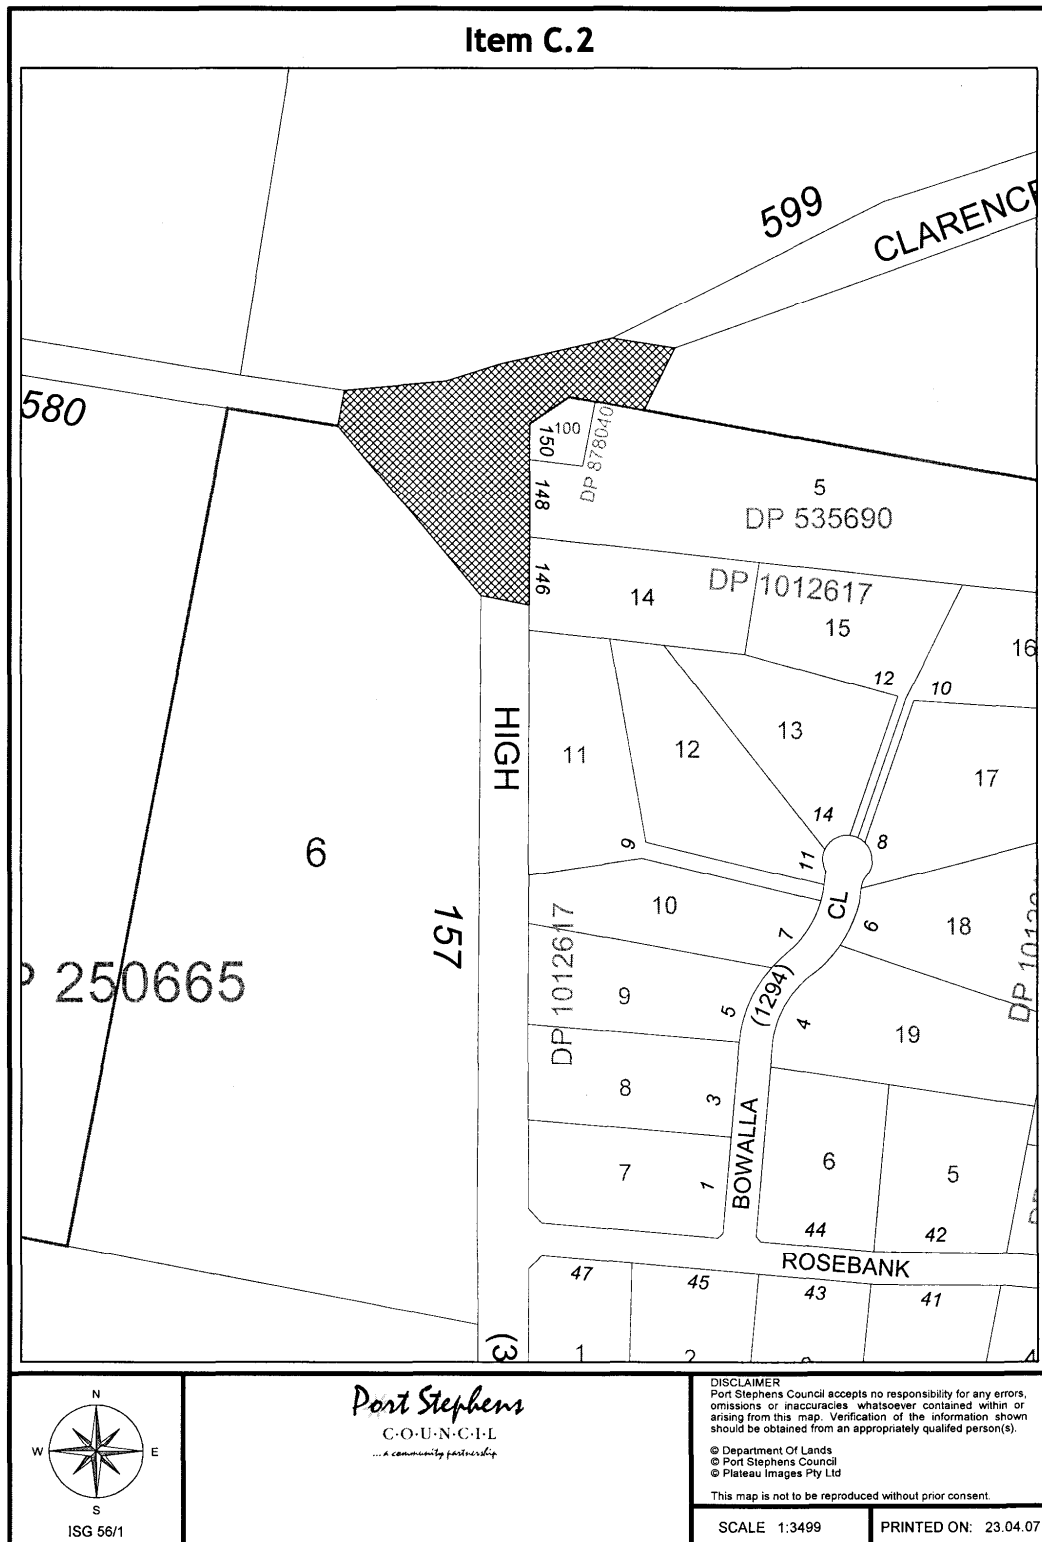 Item C.2
599
CLARENCE
580
150
100
DP 878040
148
5
DP 535690
146
14
DP 1012617
15
16
12
10
HIGH
11
12
13
17
14
6
9
11
8
10
CL
18
157
7
6
DP 1012617
250665
9
5
(1294)
4
19
8
3
BOWALLA
7
1
6
5
44
42
ROSEBANK
47
45
43
41
(3
1
2
4
N
W
E
S
ISG 56/1
Port Stephens
C·O·U·N·C·I·L
... a community partnership
DISCLAIMER
Port Stephens Council accepts no responsibility for any errors,
omissions or inaccuracies whatsoever contained within or
arising from this map. Verification of the information shown
should be obtained from an appropriately qualifed person(s).
© Department Of Lands
© Port Stephens Council
© Plateau Images Pty Ltd
This map is not to be reproduced without prior consent.
SCALE 1:3499
PRINTED ON: 23.04.07